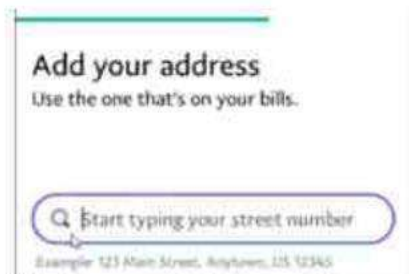 Add your address
Use the one that's on your bills.
Start typing your street number
Example: 123 Main Street, Anytown, US 12345